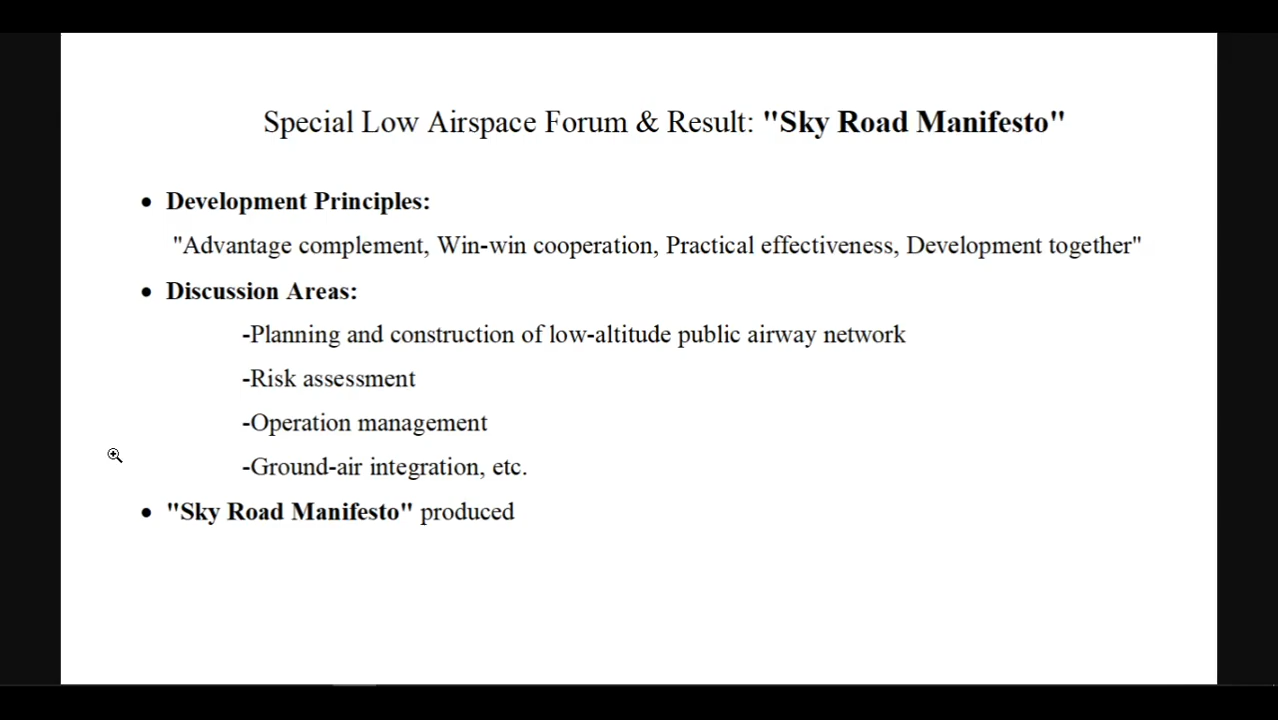 Special Low Airspace Forum & Result: "Sky Road Manifesto"
• Development Principles:
"Advantage complement, Win-win cooperation, Practical effectiveness, Development together"
• Discussion Areas:
-Planning and construction of low-altitude public airway network
-Risk assessment
-Operation management
-Ground-air integration, etc.
• "Sky Road Manifesto" produced